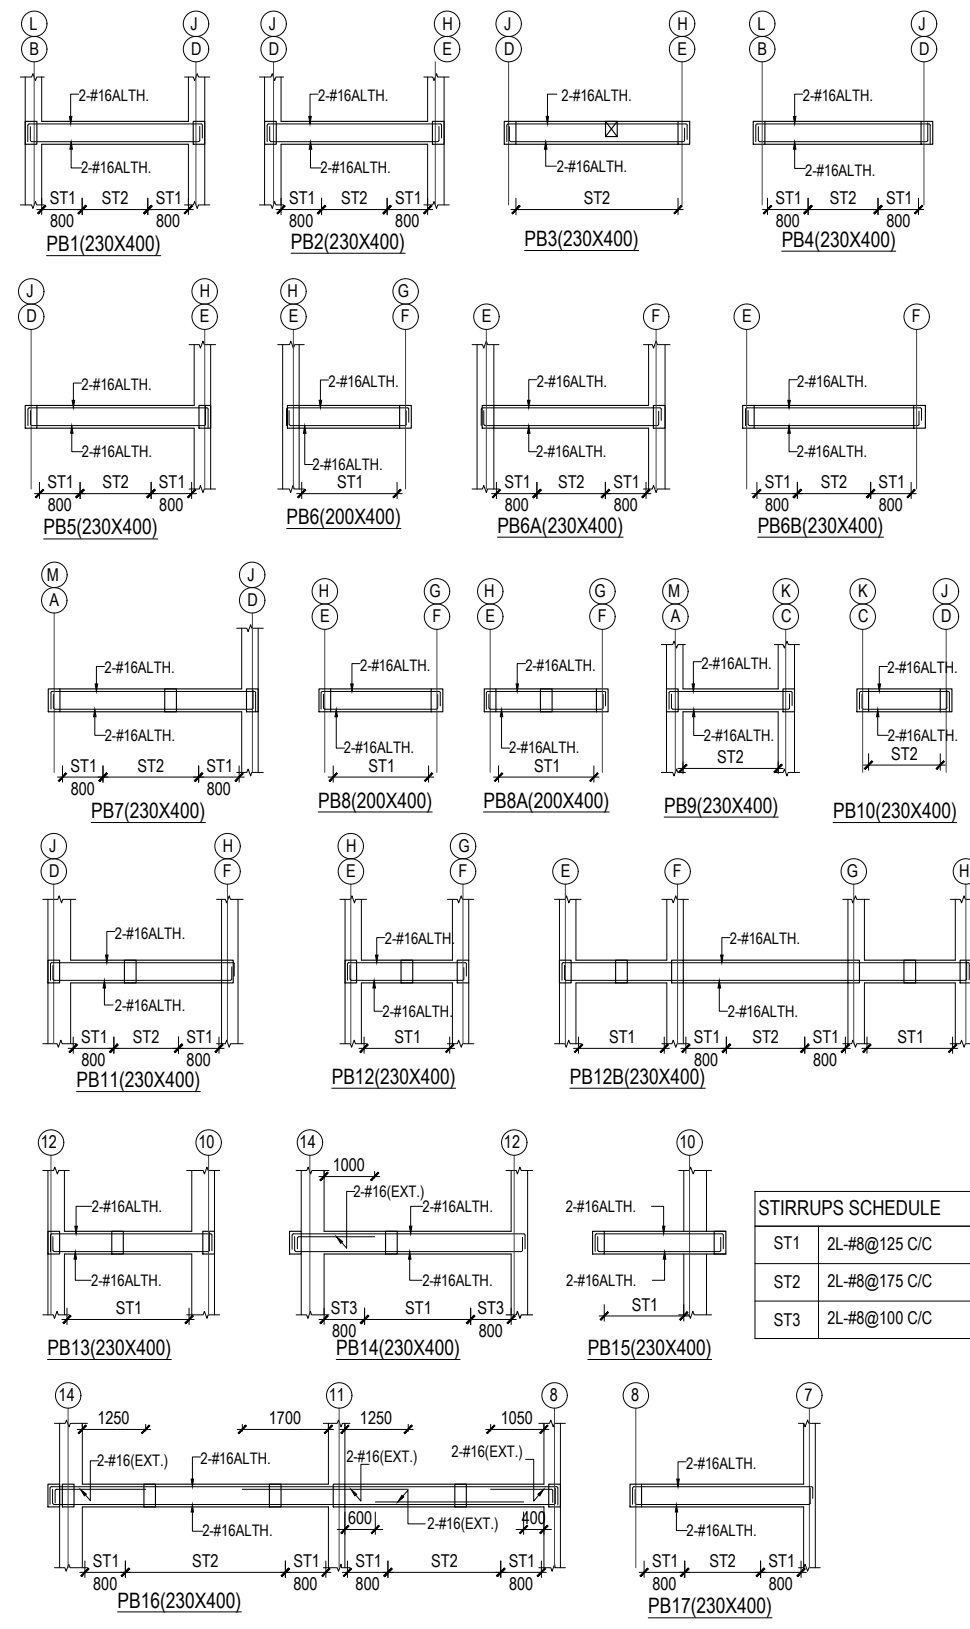 L J J H J H L J
B D D E D E B D
2-#16ALTH. 2-#16ALTH. 2-#16ALTH. 2-#16ALTH.
2-#16ALTH. 2-#16ALTH. 2-#16ALTH. 2-#16ALTH.
ST1 ST2 ST1 ST1 ST2 ST1 ST2 ST1 ST2 ST1
800 800 800 800 800 800
PB1(230X400) PB2(230X400) PB3(230X400) PB4(230X400)
J H H G
D E E F E F E F
2-#16ALTH. 2-#16ALTH. 2-#16ALTH. 2-#16ALTH.
2-#16ALTH. 2-#16ALTH. 2-#16ALTH. 2-#16ALTH.
ST1 ST2 ST1 ST1 ST1 ST2 ST1 ST1 ST2 ST1
800 800 800 800 800 800
PB5(230X400) PB6(200X400) PB6A(230X400) PB6B(230X400)
M J H G H G M K K J
A D E F E F A C C D
2-#16ALTH. 2-#16ALTH. 2-#16ALTH. 2-#16ALTH. 2-#16ALTH.
2-#16ALTH. 2-#16ALTH. 2-#16ALTH. 2-#16ALTH. 2-#16ALTH.
ST1 ST2 ST1 ST1 ST1 ST2 ST2
800 800
PB7(230X400) PB8(200X400) PB8A(200X400) PB9(230X400) PB10(230X400)
J H H G
D F E F E F G H
2-#16ALTH. 2-#16ALTH. 2-#16ALTH.
2-#16ALTH. 2-#16ALTH. 2-#16ALTH.
ST1 ST2 ST1 ST1 ST1 ST1 ST2 ST1 ST1
800 800 800 800
PB11(230X400) PB12(230X400) PB12B(230X400)
12 10 14 12 10
1000
2-#16(EXT.)
2-#16ALTH. 2-#16ALTH. 2-#16ALTH.
2-#16ALTH. 2-#16ALTH. 2-#16ALTH.
ST1 ST3 ST1 ST3 ST1
800 800
PB13(230X400) PB14(230X400) PB15(230X400)
STIRRUPS SCHEDULE
ST1 2L-#8@125 C/C
ST2 2L-#8@175 C/C
ST3 2L-#8@100 C/C
14 11 8 8 7
1250 1700 1250 1050
2-#16(EXT.) 2-#16ALTH. 2-#16(EXT.) 2-#16(EXT.) 2-#16ALTH.
600 400
2-#16ALTH. 2-#16(EXT.) 2-#16ALTH.
ST1 ST2 ST1 ST1 ST2 ST1 ST1 ST2 ST1
800 800 800 800 800 800
PB16(230X400) PB17(230X400)